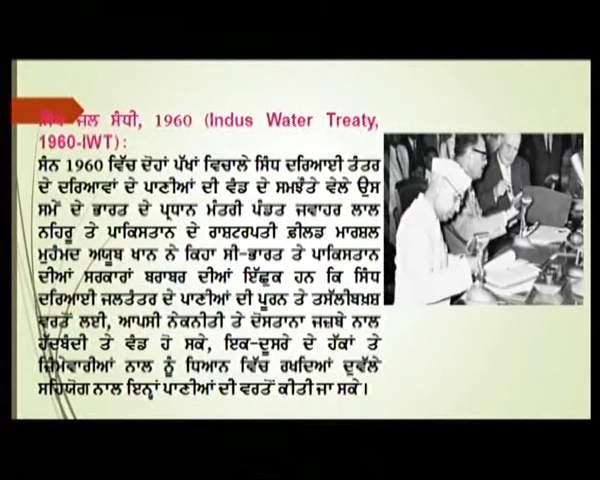 ਸਿੰਧ ਜਲ ਸੰਧੀ, 1960 (Indus Water Treaty,
1960-IWT) :
ਸੰਨ 1960 ਵਿੱਚ ਦੋਹਾਂ ਪੱਖਾਂ ਵਿਚਾਲੇ ਸਿੰਧ ਦਰਿਆਈ ਤੰਤਰ
ਦੇ ਦਰਿਆਵਾਂ ਦੇ ਪਾਣੀਆਂ ਦੀ ਵੰਡ ਦੇ ਸਮਝੌਤੇ ਵੇਲੇ ਉਸ
ਸਮੇਂ ਦੇ ਭਾਰਤ ਦੇ ਪ੍ਰਧਾਨ ਮੰਤਰੀ ਪੰਡਤ ਜਵਾਹਰ ਲਾਲ
ਨਹਿਰੂ ਤੇ ਪਾਕਿਸਤਾਨ ਦੇ ਰਾਸ਼ਟਰਪਤੀ ਫ਼ੀਲਡ ਮਾਰਸ਼ਲ
ਮੁਹੰਮਦ ਅਯੂਬ ਖਾਨ ਨੇ ਕਿਹਾ ਸੀ-ਭਾਰਤ ਤੇ ਪਾਕਿਸਤਾਨ
ਦੀਆਂ ਸਰਕਾਰਾਂ ਬਰਾਬਰ ਦੀਆਂ ਇੱਛੁਕ ਹਨ ਕਿ ਸਿੰਧ
ਦਰਿਆਈ ਜਲਤੰਤਰ ਦੇ ਪਾਣੀਆਂ ਦੀ ਪੂਰਨ ਤੇ ਤਸੱਲੀਬਖ਼ਸ਼
ਵਰਤੋਂ ਲਈ, ਆਪਸੀ ਨੇਕਨੀਤੀ ਤੇ ਦੋਸਤਾਨਾ ਜਜ਼ਬੇ ਨਾਲ
ਹੱਦਬੰਦੀ ਤੇ ਵੰਡ ਹੋ ਸਕੇ, ਇਕ-ਦੂਸਰੇ ਦੇ ਹੱਕਾਂ ਤੇ
ਜ਼ਿੰਮੇਵਾਰੀਆਂ ਨਾਲ ਨੂੰ ਧਿਆਨ ਵਿੱਚ ਰਖਦਿਆਂ ਦੁਵੱਲੇ
ਸਹਿਯੋਗ ਨਾਲ ਇਨ੍ਹਾਂ ਪਾਣੀਆਂ ਦੀ ਵਰਤੋਂ ਕੀਤੀ ਜਾ ਸਕੇ।